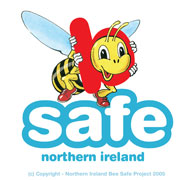 b
safe
northern ireland
(c) Copyright - Northern Ireland Bee Safe Project 2005